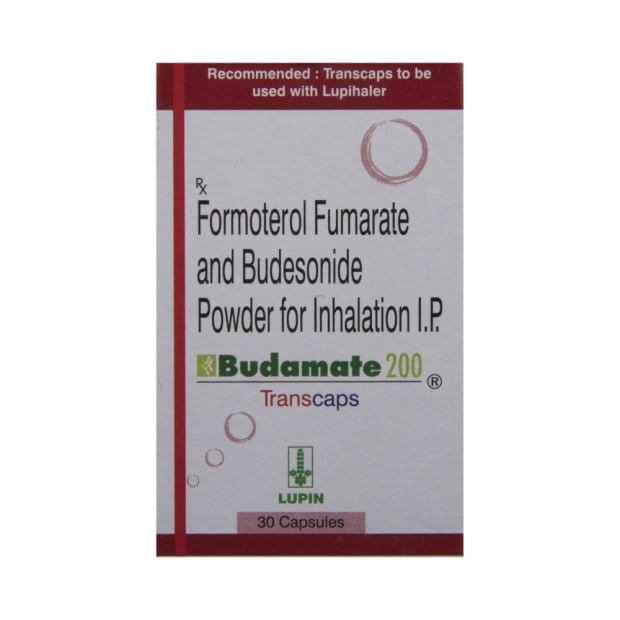 Recommended : Transcaps to be
used with Lupihaler
Rx
Formoterol Fumarate
and Budesonide
Powder for Inhalation I.P.
Budamate 200 ®
Transcaps
LUPIN
30 Capsules